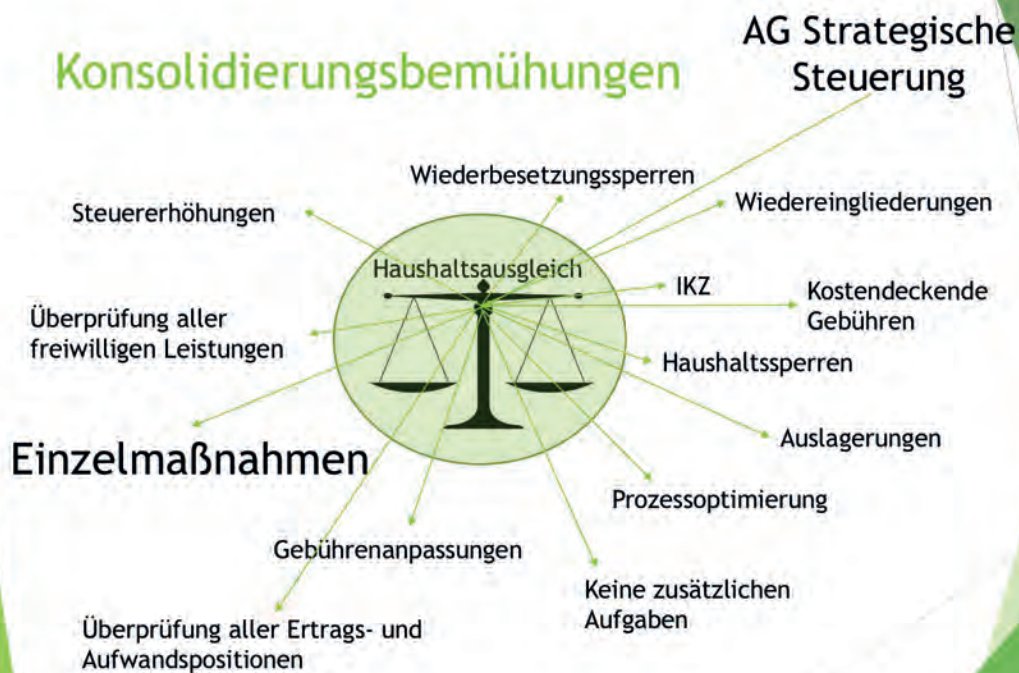 Konsolidierungsbemühungen
AG Strategische
Steuerung
Wiederbesetzungssperren
Steuererhöhungen
Wiedereingliederungen
Haushaltsausgleich
IKZ
Kostendeckende
Gebühren
Überprüfung aller
freiwilligen Leistungen
Haushaltssperren
Einzelmaßnahmen
Auslagerungen
Prozessoptimierung
Gebührenanpassungen
Keine zusätzlichen
Aufgaben
Überprüfung aller Ertrags- und
Aufwandspositionen